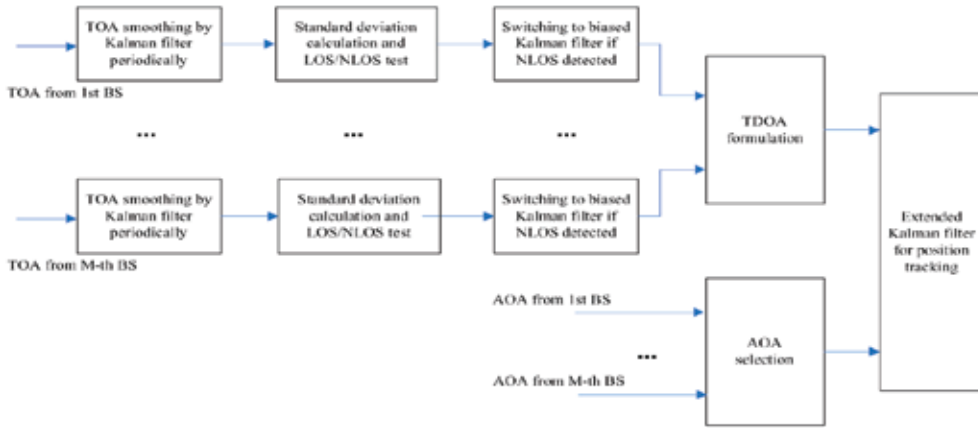 TOA smoothing by
Kalman filter
periodically
Standard deviation
calculation and
LOS/NLOS test
Switching to biased
Kalman filter if
NLOS detected
TOA from 1st BS
...
...
...
TDOA
formulation
TOA smoothing by
Kalman filter
periodically
Standard deviation
calculation and
LOS/NLOS test
Switching to biased
Kalman filter if
NLOS detected
TOA from M-th BS
Extended
Kalman filter
for position
tracking
AOA from 1st BS
...
AOA from M-th BS
AOA
selection